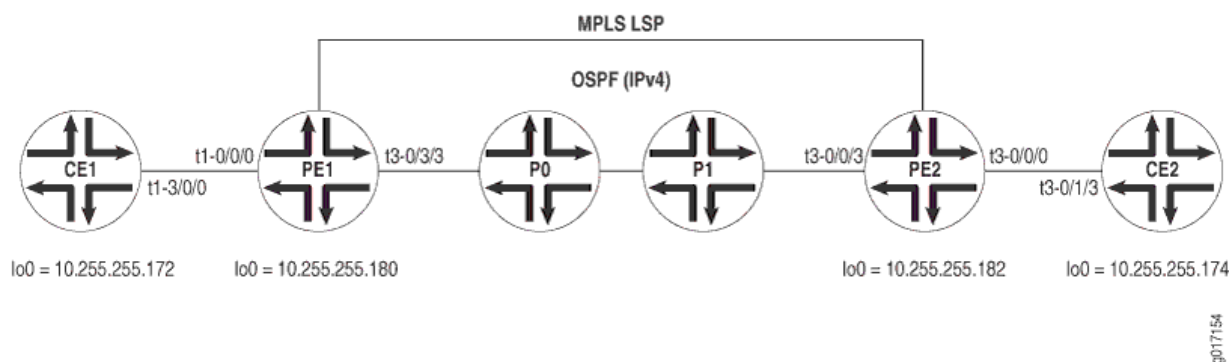 MPLS LSP
OSPF (IPv4)
CE1
t1-3/0/0
t1-0/0/0
PE1
t3-0/3/3
P0
P1
t3-0/0/3
PE2
t3-0/0/0
t3-0/1/3
CE2
lo0 = 10.255.255.172
lo0 = 10.255.255.180
lo0 = 10.255.255.182
lo0 = 10.255.255.174
g017154